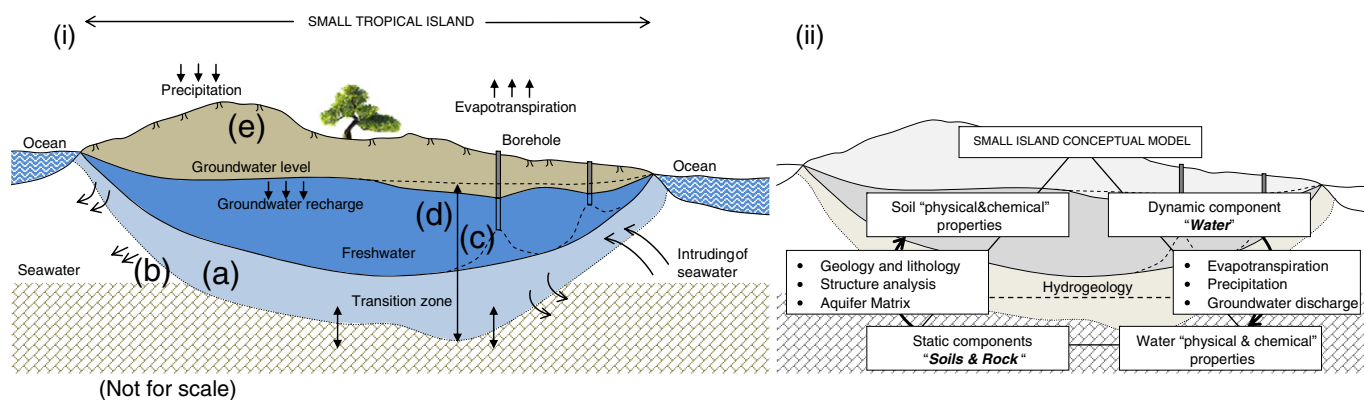 SMALL TROPICAL ISLAND
(i)
Precipitation
Evapotranspiration
(e)
Ocean
Borehole
Ocean
Groundwater level
Groundwater recharge
(d)
(c)
Freshwater
Intruding of
seawater
Seawater
(b)
(a)
Transition zone
(Not for scale)
(ii)
SMALL ISLAND CONCEPTUAL MODEL
Soil “physical&chemical”
properties
Dynamic component
“Water”
• Geology and lithology
• Structure analysis
• Aquifer Matrix
Hydrogeology
• Evapotranspiration
• Precipitation
• Groundwater discharge
Static components
“Soils & Rock “
Water “physical & chemical”
properties